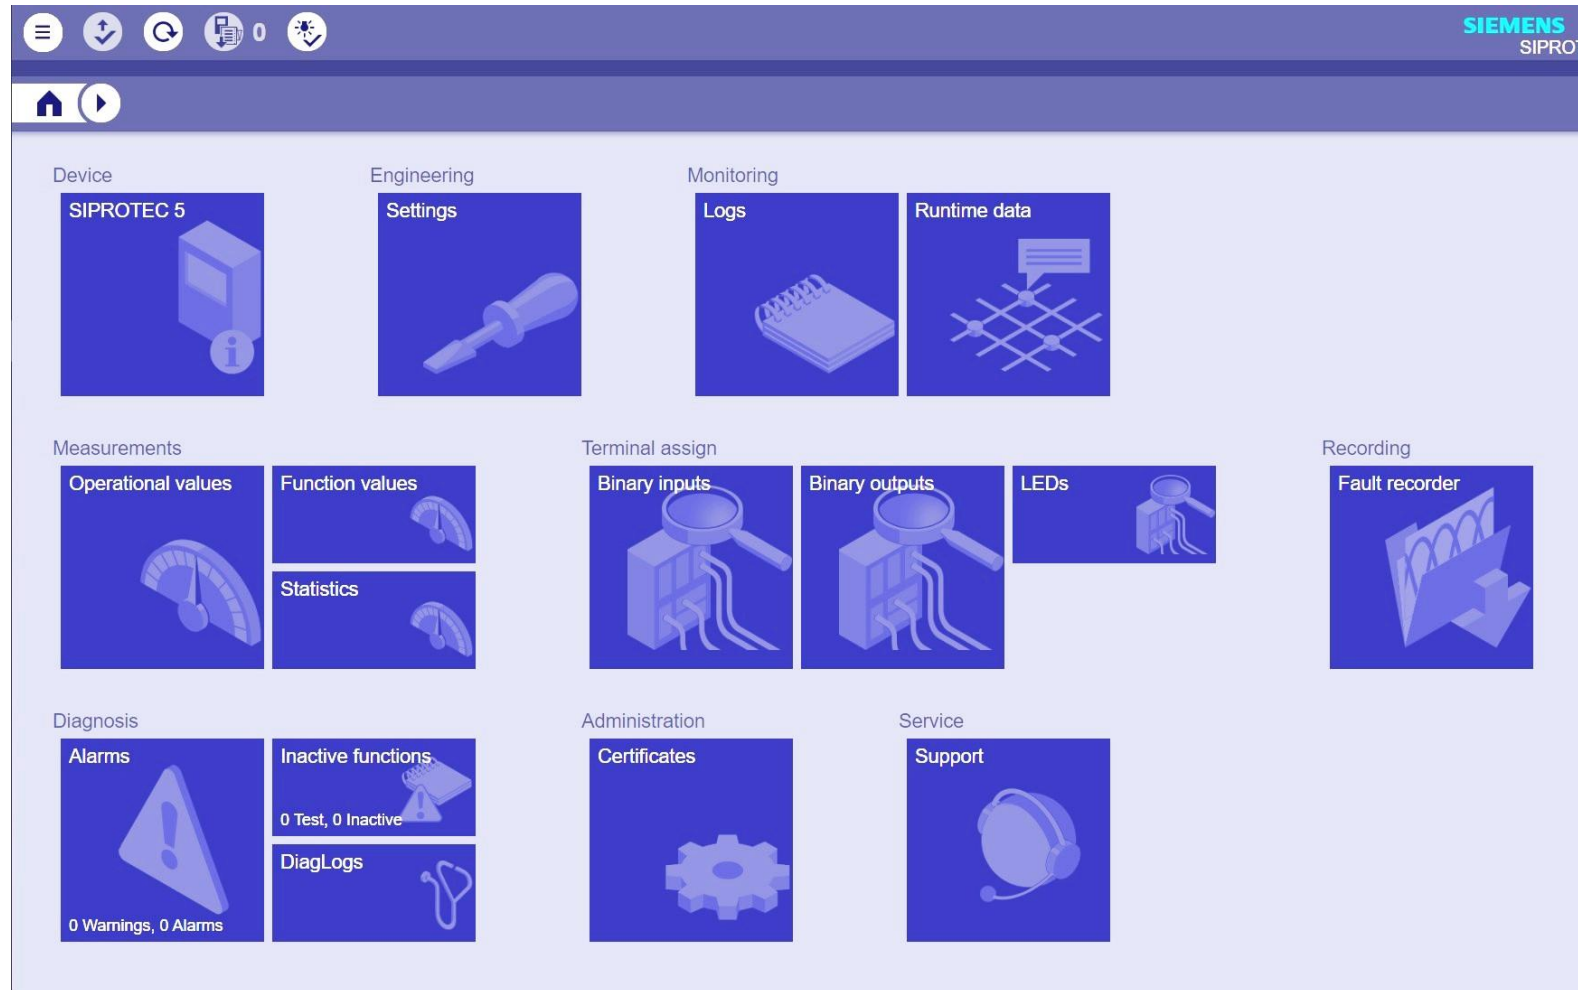 0
SIEMENS
SIPROT
Device
Engineering
Monitoring
SIPROTEC 5
Settings
Logs
Runtime data
Measurements
Terminal assign
Recording
Operational values
Function values
Binary inputs
Binary outputs
LEDs
Fault recorder
Statistics
Diagnosis
Administration
Service
Alarms
Inactive functions
Certificates
Support
0 Test, 0 Inactive
DiagLogs
0 Warnings, 0 Alarms